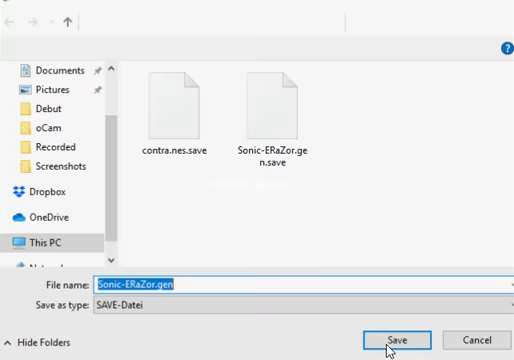 Documents
Pictures
Debut
oCam
Recorded
Screenshots
Dropbox
OneDrive
This PC
contra.nes.save
Sonic-ERaZor.ge
n.save
File name:
Sonic-ERaZor.gen
Save as type:
SAVE-Datei
Hide Folders
Save
Cancel